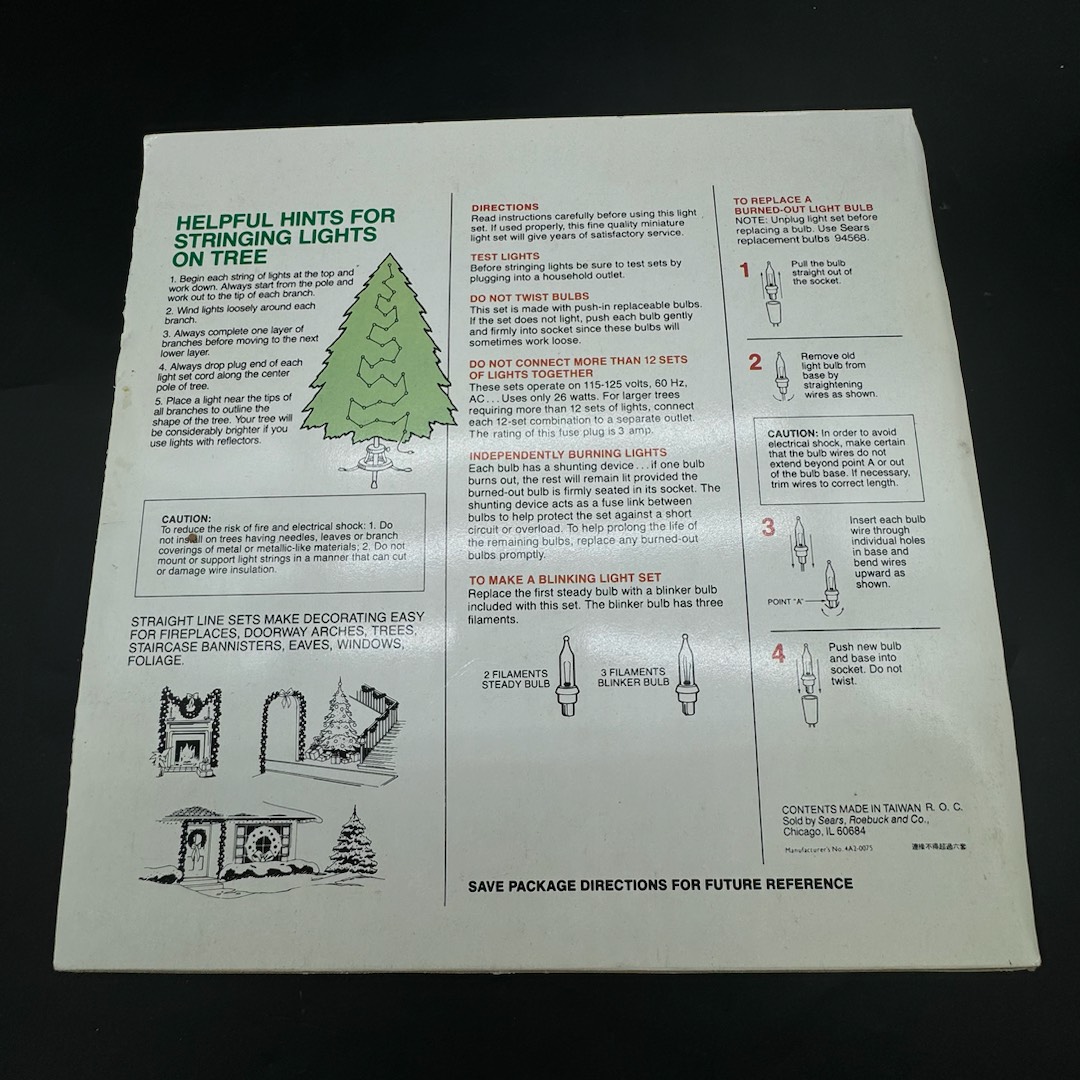 HELPFUL HINTS FOR
STRINGING LIGHTS
ON TREE
1. Begin each string of lights at the top and
work down. Always start from the pole and
work out to the tip of each branch.
2. Wind lights loosely around each
branch.
3. Always complete one layer of
branches before moving to the next
lower layer.
4. Always drop plug end of each
light set cord along the center
pole of tree.
5. Place a light near the tips of
all branches to outline the
shape of the tree. Your tree will
be considerably brighter if you
use lights with reflectors.
CAUTION:
To reduce the risk of fire and electrical shock: 1. Do
not install on trees having needles, leaves or branch
coverings of metal or metallic-like materials; 2. Do not
mount or support light strings in a manner that can cut
or damage wire insulation.
STRAIGHT LINE SETS MAKE DECORATING EASY
FOR FIREPLACES, DOORWAY ARCHES, TREES,
STAIRCASE BANNISTERS, EAVES, WINDOWS,
FOLIAGE.
DIRECTIONS
Read instructions carefully before using this light
set. If used properly, this fine quality miniature
light set will give years of satisfactory service.
TEST LIGHTS
Before stringing lights be sure to test sets by
plugging into a household outlet.
DO NOT TWIST BULBS
This set is made with push-in replaceable bulbs.
If the set does not light, push each bulb gently
and firmly into socket since these bulbs will
sometimes work loose.
DO NOT CONNECT MORE THAN 12 SETS
OF LIGHTS TOGETHER
These sets operate on 115-125 volts, 60 Hz,
AC... Uses only 26 watts. For larger trees
requiring more than 12 sets of lights, connect
each 12-set combination to a separate outlet.
The rating of this fuse plug is 3 amp.
INDEPENDENTLY BURNING LIGHTS
Each bulb has a shunting device... if one bulb
burns out, the rest will remain lit provided the
burned-out bulb is firmly seated in its socket. The
shunting device acts as a fuse link between
bulbs to help protect the set against a short
circuit or overload. To help prolong the life of
the remaining bulbs, replace any burned-out
bulbs promptly.
TO MAKE A BLINKING LIGHT SET
Replace the first steady bulb with a blinker bulb
included with this set. The blinker bulb has three
filaments.
2 FILAMENTS
STEADY BULB
3 FILAMENTS
BLINKER BULB
SAVE PACKAGE DIRECTIONS FOR FUTURE REFERENCE
TO REPLACE A
BURNED-OUT LIGHT BULB
NOTE: Unplug light set before
replacing a bulb. Use Sears
replacement bulbs 94568.
1
Pull the bulb
straight out of
the socket.
2
Remove old
light bulb from
base by
straightening
wires as shown.
CAUTION: In order to avoid
electrical shock, make certain
that the bulb wires do not
extend beyond point A or out
of the bulb base. If necessary,
trim wires to correct length.
3
Insert each bulb
wire through
individual holes
in base and
bend wires
upward as
shown.
POINT "A"
4
Push new bulb
and base into
socket. Do not
twist.
CONTENTS MADE IN TAIWAN R. O. C.
Sold by Sears, Roebuck and Co.,
Chicago, IL 60684
Manufacturer's No. 4A2-0075
連接不得超過六套